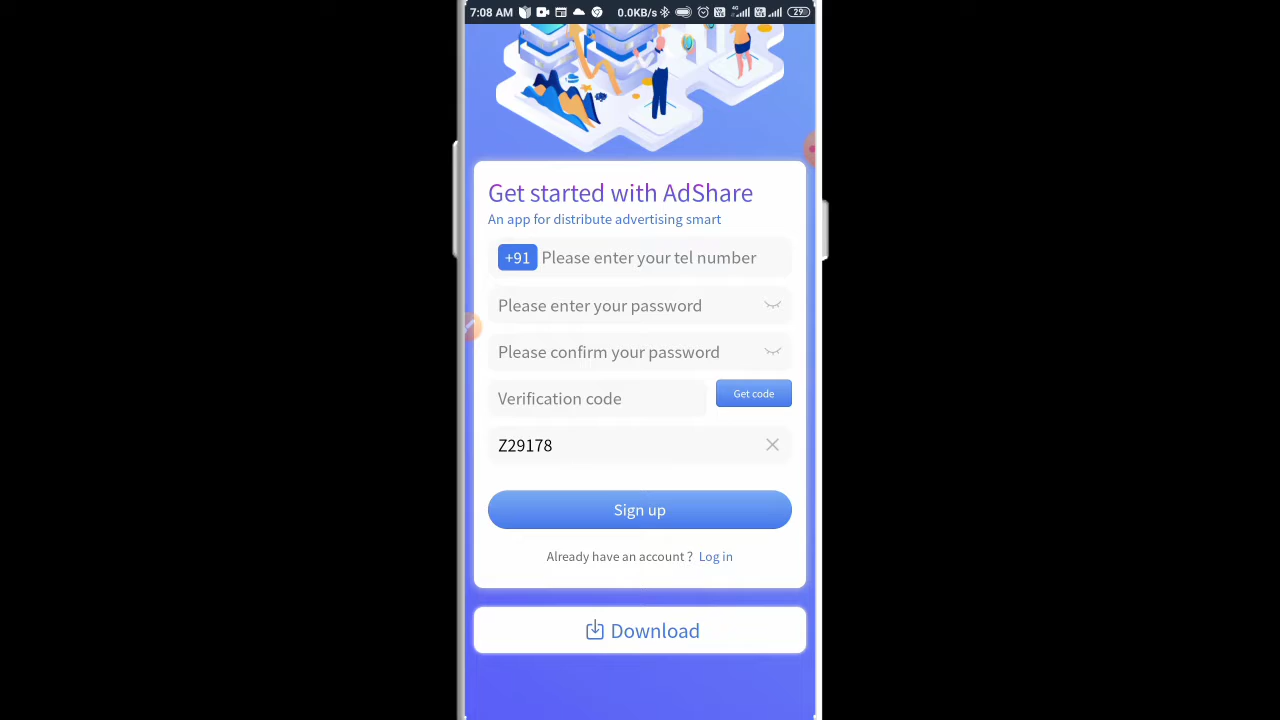 7:08 AM 0.0KB/s 4G 29
Get started with AdShare
An app for distribute advertising smart
+91 Please enter your tel number
Please enter your password
Please confirm your password
Verification code Get code
Z29178
Sign up
Already have an account ? Log in
Download